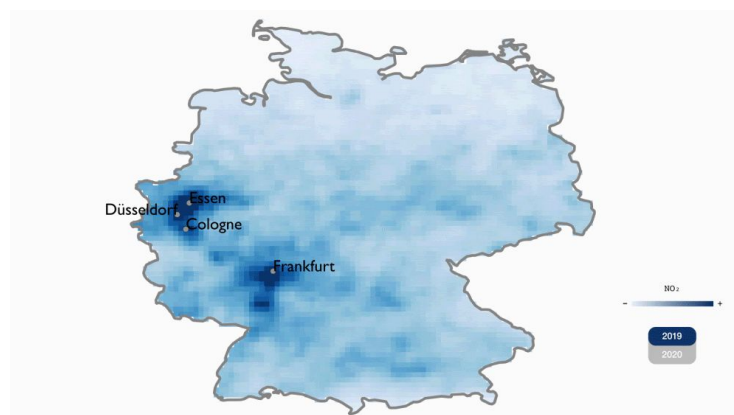 Essen
Düsseldorf
Cologne
Frankfurt
NO₂
- +
2019
2020